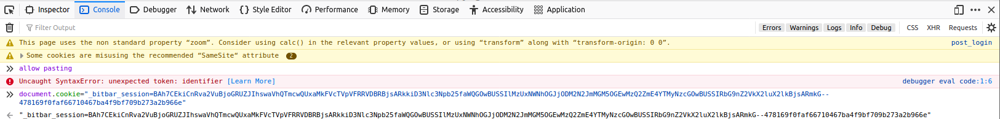 Inspector Console Debugger Network Style Editor Performance Memory Storage Accessibility Application
Filter Output Errors Warnings Logs Info Debug CSS XHR Requests
This page uses the non standard property “zoom”. Consider using calc() in the relevant property values, or using “transform” along with “transform-origin: 0 0”. post_login
Some cookies are misusing the recommended “SameSite“ attribute 2
allow pasting
Uncaught SyntaxError: unexpected token: identifier [Learn More] debugger eval code:1:6
document.cookie="_bitbar_session=BAh7CEkiCnRva2VuBjoGRUZJIhswaVhQTmcwQUxaMkFVcTVpVFRRVDBRBjsARkkiD3Nlc3Npb25faWQGOwBUSSIlMzUxNWNhOGJjODM2N2JmMGM5OGEwMzQ2ZmE4YTMyNzcGOwBUSSIRbG9nZ2VkX2luX2lkBjsARmkG--
478169f0faf66710467ba4f9bf709b273a2b966e"
"_bitbar_session=BAh7CEkiCnRva2VuBjoGRUZJIhswaVhQTmcwQUxaMkFVcTVpVFRRVDBRBjsARkkiD3Nlc3Npb25faWQGOwBUSSIlMzUxNWNhOGJjODM2N2JmMGM5OGEwMzQ2ZmE4YTMyNzcGOwBUSSIRbG9nZ2VkX2luX2lkBjsARmkG--478169f0faf66710467ba4f9bf709b273a2b966e"